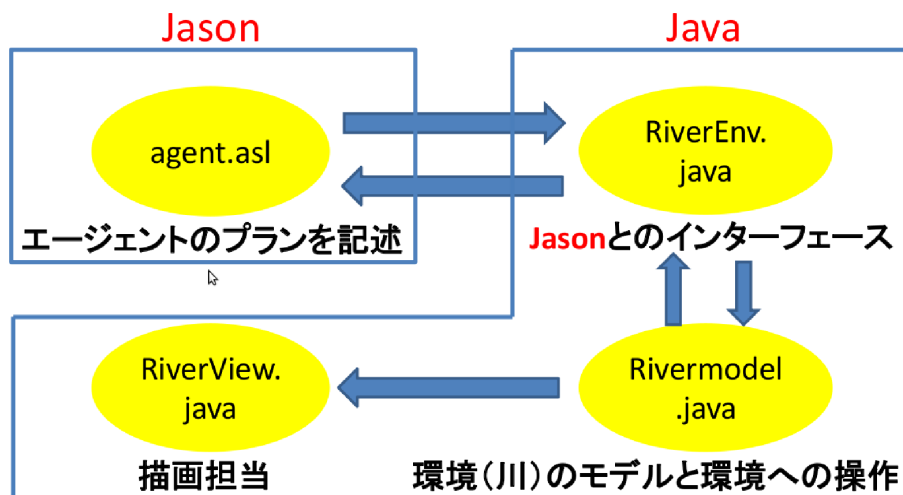 Jason
Java
agent.asl
エージェントのプランを記述
RiverEnv.
java
Jasonとのインターフェース
RiverView.
java
描画担当
Rivermodel
.java
環境(川)のモデルと環境への操作